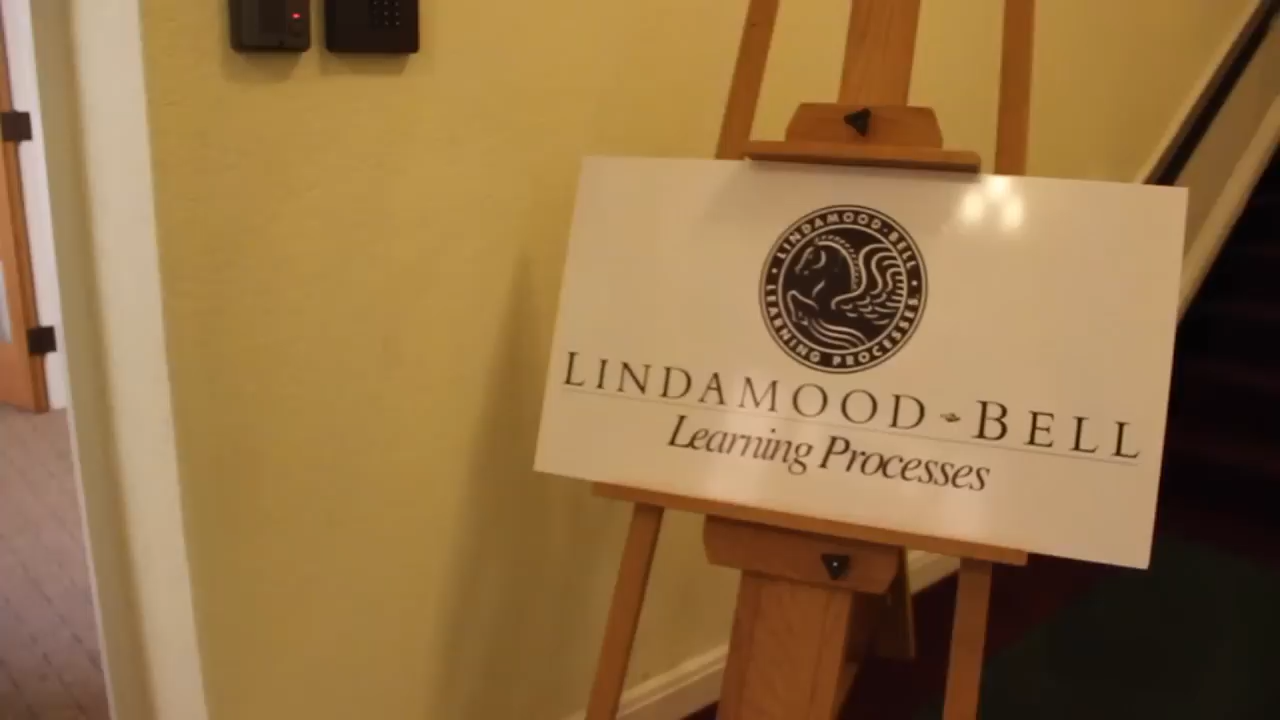 LINDAMOOD-BELL
LEARNING PROCESSES
LINDAMOOD-BELL
Learning Processes